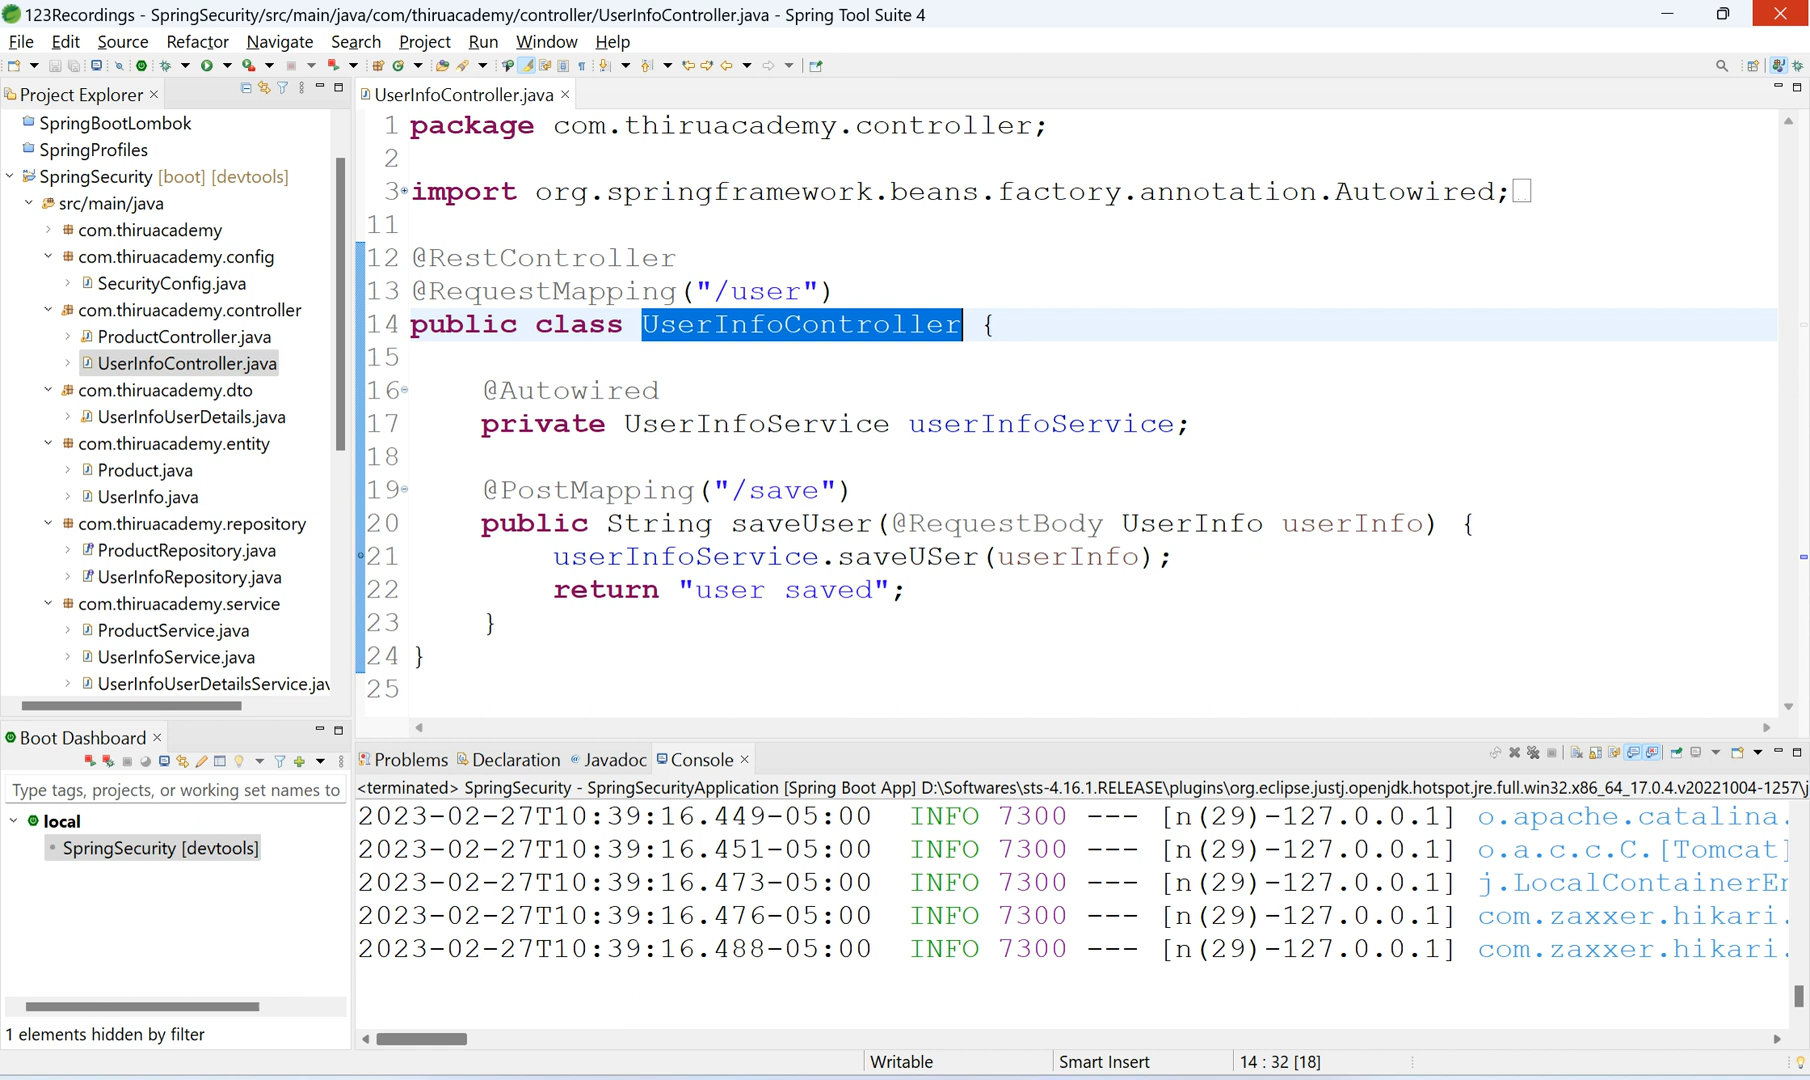 123Recordings - SpringSecurity/src/main/java/com/thiruacademy/controller/UserInfoController.java - Spring Tool Suite 4
File Edit Source Refactor Navigate Search Project Run Window Help
Project Explorer
SpringBootLombok
SpringProfiles
SpringSecurity [boot] [devtools]
src/main/java
com.thiruacademy
com.thiruacademy.config
SecurityConfig.java
com.thiruacademy.controller
ProductController.java
UserInfoController.java
com.thiruacademy.dto
UserInfoUserDetails.java
com.thiruacademy.entity
Product.java
UserInfo.java
com.thiruacademy.repository
ProductRepository.java
UserInfoRepository.java
com.thiruacademy.service
ProductService.java
UserInfoService.java
UserInfoUserDetailsService.jav
UserInfoController.java
1 package com.thiruacademy.controller;
2
3 import org.springframework.beans.factory.annotation.Autowired;
11
12 @RestController
13 @RequestMapping("/user")
14 public class UserInfoController {
15
16 @Autowired
17 private UserInfoService userInfoService;
18
19 @PostMapping("/save")
20 public String saveUser(@RequestBody UserInfo userInfo) {
21 userInfoService.saveUSer(userInfo);
22 return "user saved";
23 }
24 }
25
Boot Dashboard
Type tags, projects, or working set names to
local
SpringSecurity [devtools]
1 elements hidden by filter
Problems Declaration Javadoc Console
<terminated> SpringSecurity - SpringSecurityApplication [Spring Boot App] D:\Softwares\sts-4.16.1.RELEASE\plugins\org.eclipse.justj.openjdk.hotspot.jre.full.win32.x86_64_17.0.4.v20221004-1257\j
2023-02-27T10:39:16.449-05:00 INFO 7300 --- [n(29)-127.0.0.1] o.apache.catalina.
2023-02-27T10:39:16.451-05:00 INFO 7300 --- [n(29)-127.0.0.1] o.a.c.c.C.[Tomcat]
2023-02-27T10:39:16.473-05:00 INFO 7300 --- [n(29)-127.0.0.1] j.LocalContainerEn
2023-02-27T10:39:16.476-05:00 INFO 7300 --- [n(29)-127.0.0.1] com.zaxxer.hikari.
2023-02-27T10:39:16.488-05:00 INFO 7300 --- [n(29)-127.0.0.1] com.zaxxer.hikari.
Writable Smart Insert 14 : 32 [18]